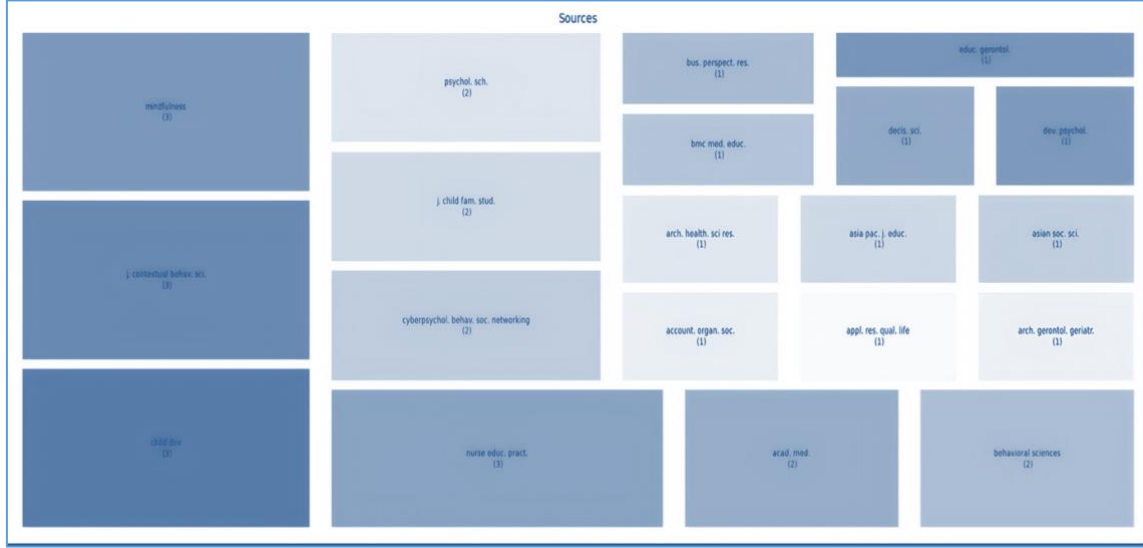 Sources
mindfulness
(3)
j. contextual behav. sci.
(3)
child dev
(3)
psychol. sch.
(2)
j. child fam. stud.
(2)
cyberpsychol. behav. soc. networking
(2)
nurse educ. pract.
(3)
acad. med.
(2)
behavioral sciences
(2)
bus. perspect. res.
(1)
bmc med. educ.
(1)
educ. gerontol.
(1)
decis. sci.
(1)
dev. psychol.
(1)
arch. health. sci res.
(1)
asia pac. j. educ.
(1)
asian soc. sci.
(1)
account. organ. soc.
(1)
appl. res. qual. life
(1)
arch. gerontol. geriatr.
(1)